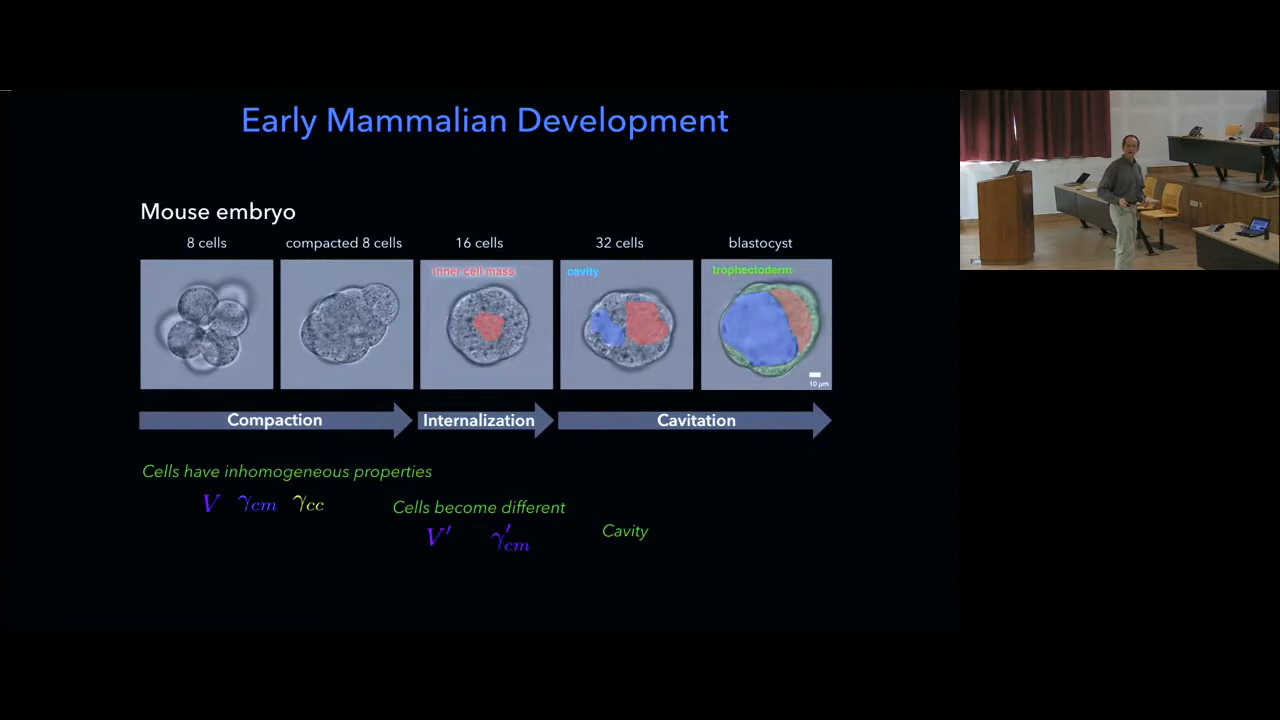 Early Mammalian Development
Mouse embryo
8 cells
compacted 8 cells
16 cells
32 cells
blastocyst
inner cell mass
cavity
trophectoderm
10 μm
Compaction
Internalization
Cavitation
Cells have inhomogeneous properties
V γcm γcc
Cells become different
V′ γ′cm
Cavity